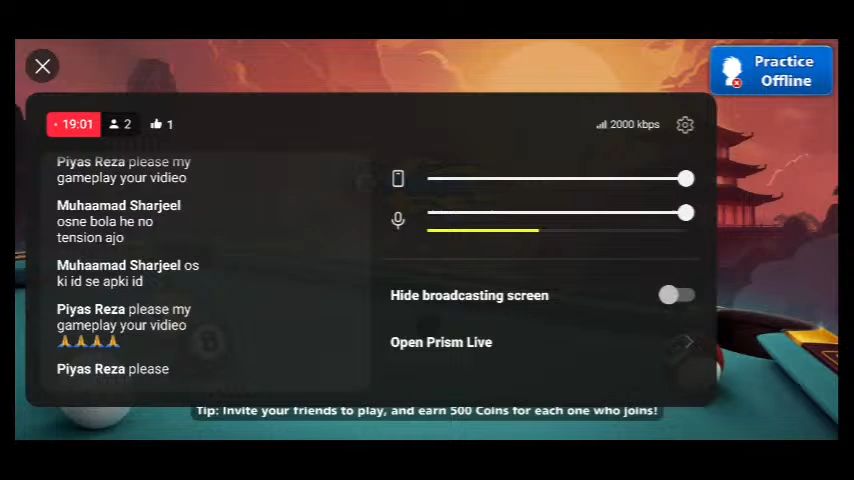 Practice
Offline
19:01 2 1
2000 kbps
Piyas Reza please my
gameplay your vidieo
Muhaamad Sharjeel
osne bola he no
tension ajo
Muhaamad Sharjeel os
ki id se apki id
Piyas Reza please my
gameplay your vidieo
🙏🙏🙏🙏
Piyas Reza please
Hide broadcasting screen
Open Prism Live
Tip: Invite your friends to play, and earn 500 Coins for each one who joins!